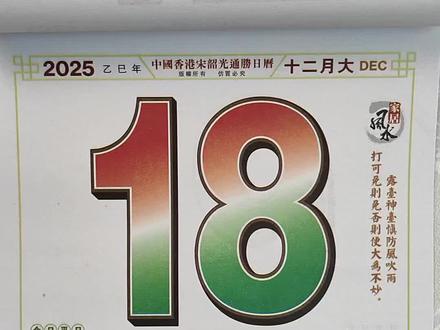 2025 乙巳年 中國香港宋韶光通勝日曆 十二月大 DEC
版權所有 仿冒必究
18
家居
風水
露臺神臺慎防風吹雨
打可免則免否則使大為不妙.